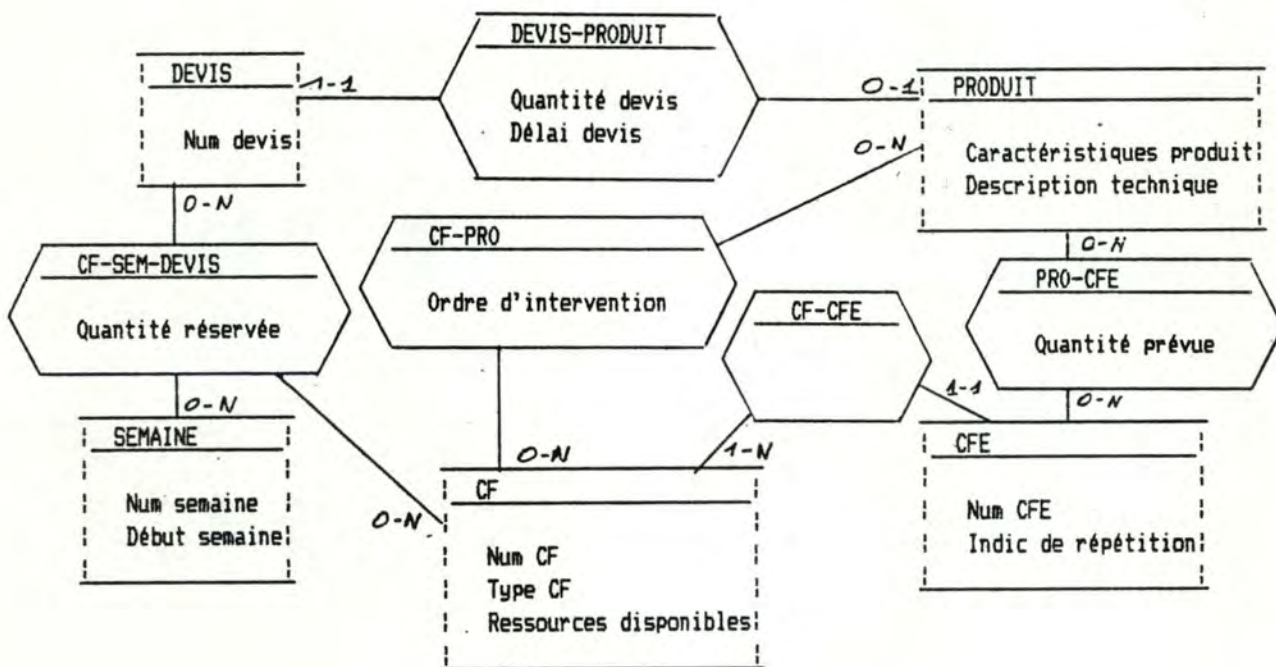 DEVIS-PRODUIT
Quantité devis
Délai devis
DEVIS
Num devis
1-1
0-1
PRODUIT
Caractéristiques produit
Description technique
0-N
0-N
CF-SEM-DEVIS
Quantité réservée
CF-PRO
Ordre d'intervention
CF-CFE
0-N
PRO-CFE
Quantité prévue
1-1
0-N
0-N
SEMAINE
Num semaine
Début semaine
0-N
0-N
1-N
CF
Num CF
Type CF
Ressources disponibles
CFE
Num CFE
Indic de répétition